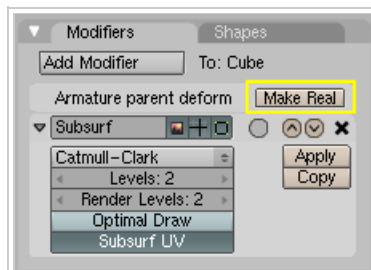 Modifiers Shapes
Add Modifier To: Cube
Armature parent deform Make Real
Subsurf
Catmull-Clark Apply
Levels: 2 Copy
Render Levels: 2
Optimal Draw
Subsurf UV